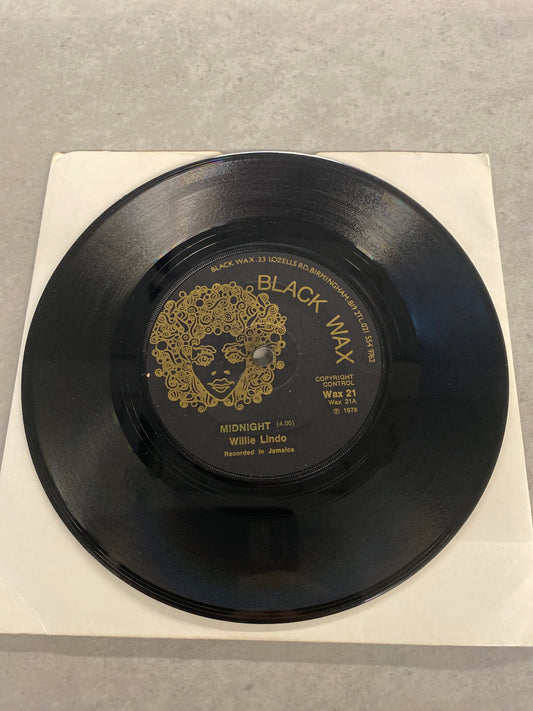 BLACK WAX . 23 LOZELLS RD. BIRMINGHAM. B19 2TL. 021 554 9162
BLACK WAX
COPYRIGHT
CONTROL
Wax 21
Wax 21A
℗ 1978
MIDNIGHT (4.00)
Willie Lindo
Recorded in Jamaica